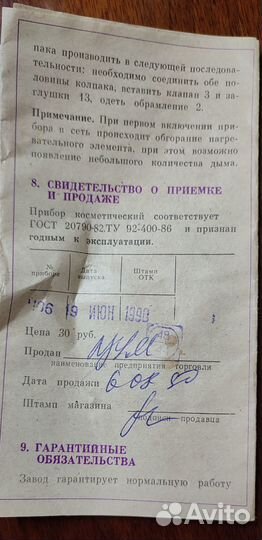 пака производить в следующей последова-
тельности: необходимо соединить обе по-
ловины колпака, вставить клапан 3 и за-
глушки 13, одеть обрамление 2.
Примечание. При первом включении при-
бора в сеть происходит обгорание нагре-
вательного элемента, при этом возможно
появление небольшого количества дыма.
8. СВИДЕТЕЛЬСТВО О ПРИЕМКЕ
И ПРОДАЖЕ
Прибор косметический соответствует
ГОСТ 20790-82,ТУ 92-400-86 и признан
годным к эксплуатации.
№ прибора Дата выпуска Штамп ОТК
406 19 ИЮН 1990
Цена 30 руб.
Продан
наименование предприятия торговли
Дата продажи
Штамп магазина
подпись продавца
9. ГАРАНТИЙНЫЕ
ОБЯЗАТЕЛЬСТВА
Завод гарантирует нормальную работу
Avito